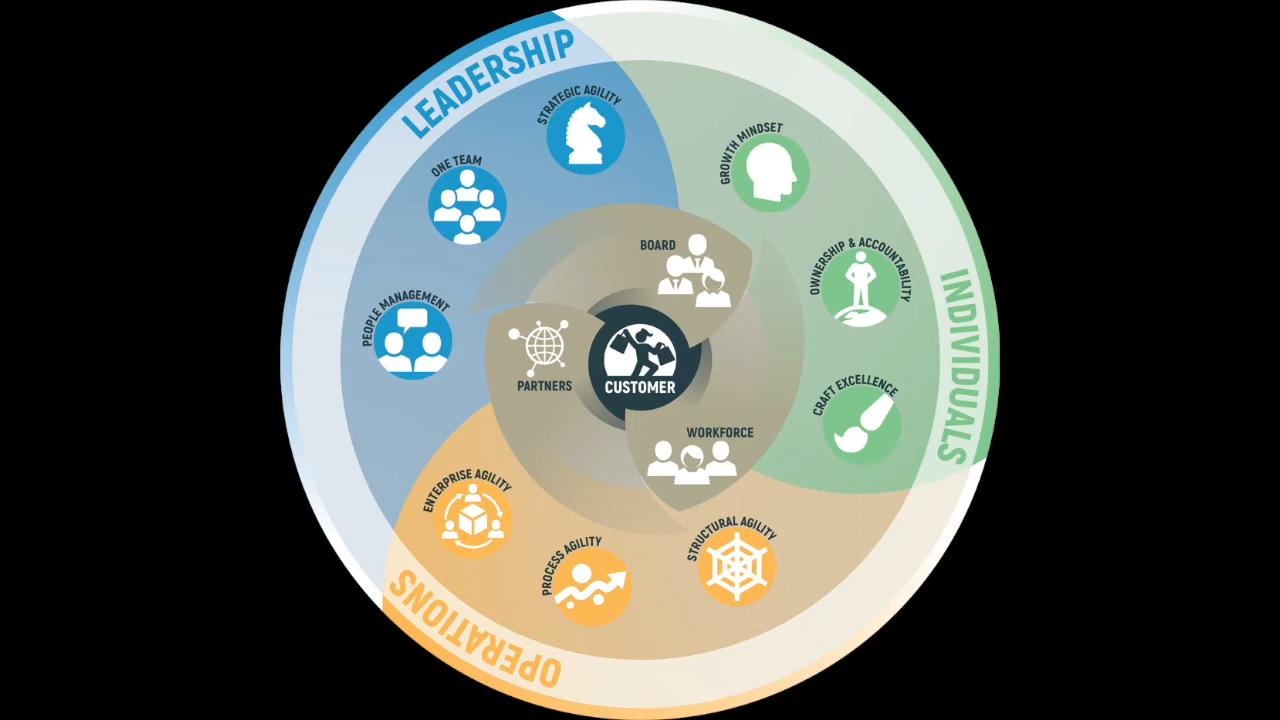 LEADERSHIP
STRATEGIC AGILITY
ONE TEAM
PEOPLE MANAGEMENT
INDIVIDUALS
GROWTH MINDSET
OWNERSHIP & ACCOUNTABILITY
CRAFT EXCELLENCE
BOARD
PARTNERS
CUSTOMER
WORKFORCE
OPERATIONS
ENTERPRISE AGILITY
PROCESS AGILITY
STRUCTURAL AGILITY